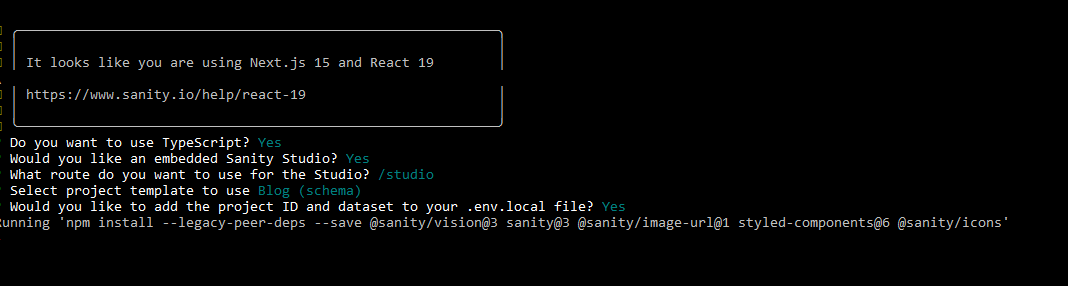 It looks like you are using Next.js 15 and React 19
https://www.sanity.io/help/react-19
Do you want to use TypeScript? Yes
Would you like an embedded Sanity Studio? Yes
What route do you want to use for the Studio? /studio
Select project template to use Blog (schema)
Would you like to add the project ID and dataset to your .env.local file? Yes
Running 'npm install --legacy-peer-deps --save @sanity/vision@3 sanity@3 @sanity/image-url@1 styled-components@6 @sanity/icons'